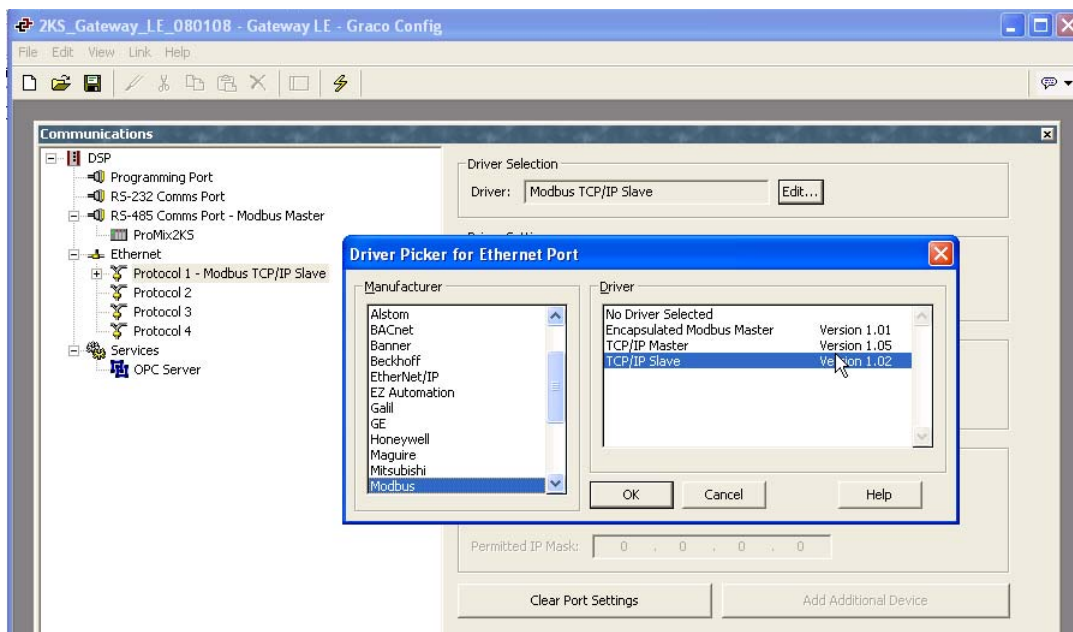 2KS_Gateway_LE_080108 - Gateway LE - Graco Config
File Edit View Link Help
Communications
DSP
Programming Port
RS-232 Comms Port
RS-485 Comms Port - Modbus Master
ProMix2KS
Ethernet
Protocol 1 - Modbus TCP/IP Slave
Protocol 2
Protocol 3
Protocol 4
Services
OPC Server
Driver Selection
Driver: Modbus TCP/IP Slave Edit...
Driver Picker for Ethernet Port
Manufacturer
Alstom
BACnet
Banner
Beckhoff
EtherNet/IP
EZ Automation
Galil
GE
Honeywell
Maguire
Mitsubishi
Modbus
Driver
No Driver Selected
Encapsulated Modbus Master Version 1.01
TCP/IP Master Version 1.05
TCP/IP Slave Version 1.02
OK Cancel Help
Permitted IP Mask: 0 . 0 . 0 . 0
Clear Port Settings Add Additional Device